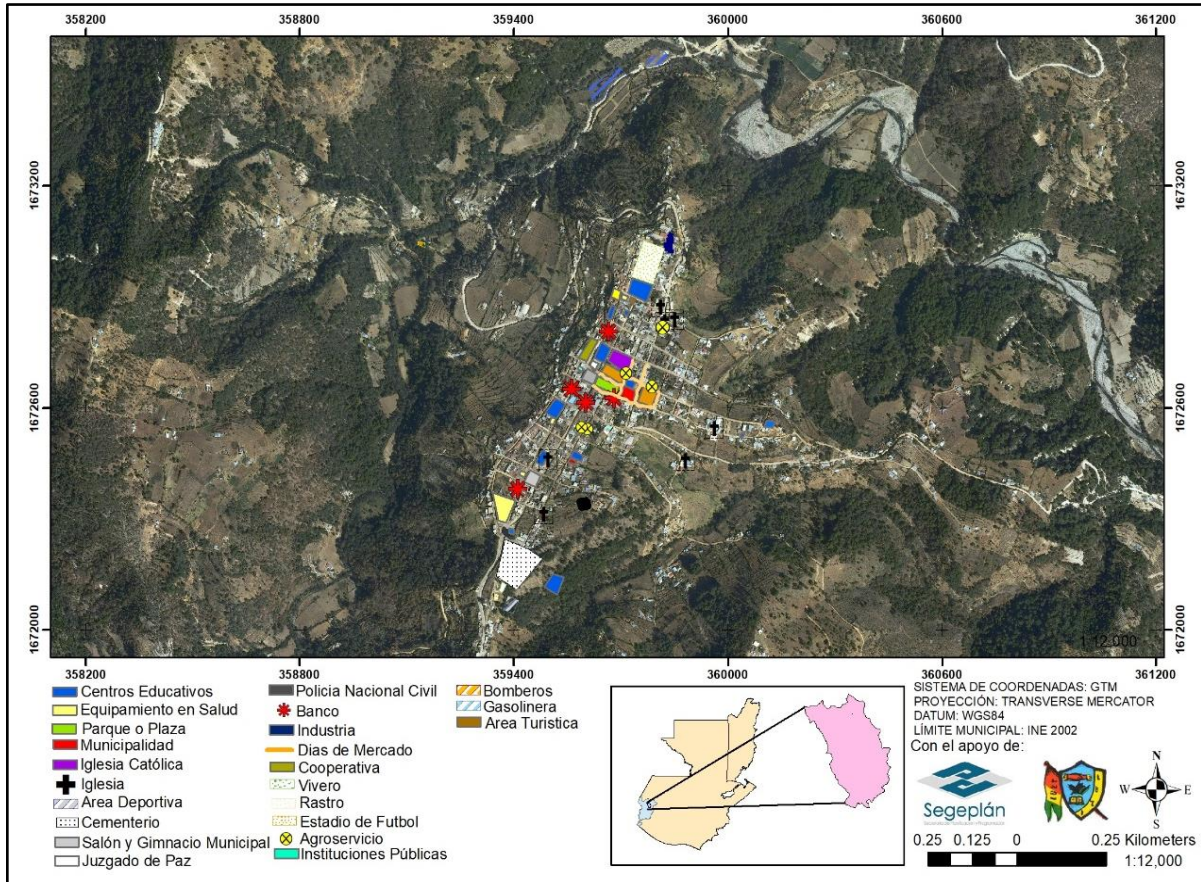 358200 358800 359400 360000 360600 361200
1673200 1673200
1672600 1672600
1672000 1672000
1:12,000
358200 358800 359400 360000 360600 361200
Centros Educativos
Equipamiento en Salud
Parque o Plaza
Municipalidad
Iglesia Católica
Iglesia
Area Deportiva
Cementerio
Salón y Gimnacio Municipal
Juzgado de Paz
Policia Nacional Civil
Banco
Industria
Dias de Mercado
Cooperativa
Vivero
Rastro
Estadio de Futbol
Agroservicio
Instituciones Públicas
Bomberos
Gasolinera
Area Turistica
SISTEMA DE COORDENADAS: GTM
PROYECCIÓN: TRANSVERSE MERCATOR
DATUM: WGS84
LÍMITE MUNICIPAL: INE 2002
Con el apoyo de:
Segeplán
N
W E
S
0.25 0.125 0 0.25 Kilometers
1:12,000